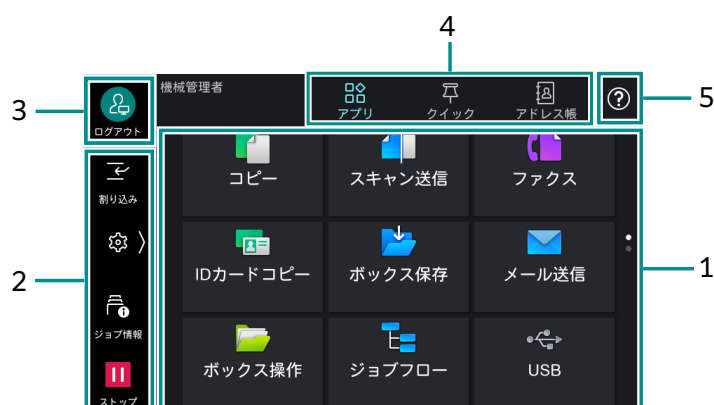 4
3
ログアウト
機械管理者
アプリ
クイック
アドレス帳
5
2
割り込み
ジョブ情報
ストップ
コピー
スキャン送信
ファクス
IDカードコピー
ボックス保存
メール送信
1
ボックス操作
ジョブフロー
USB